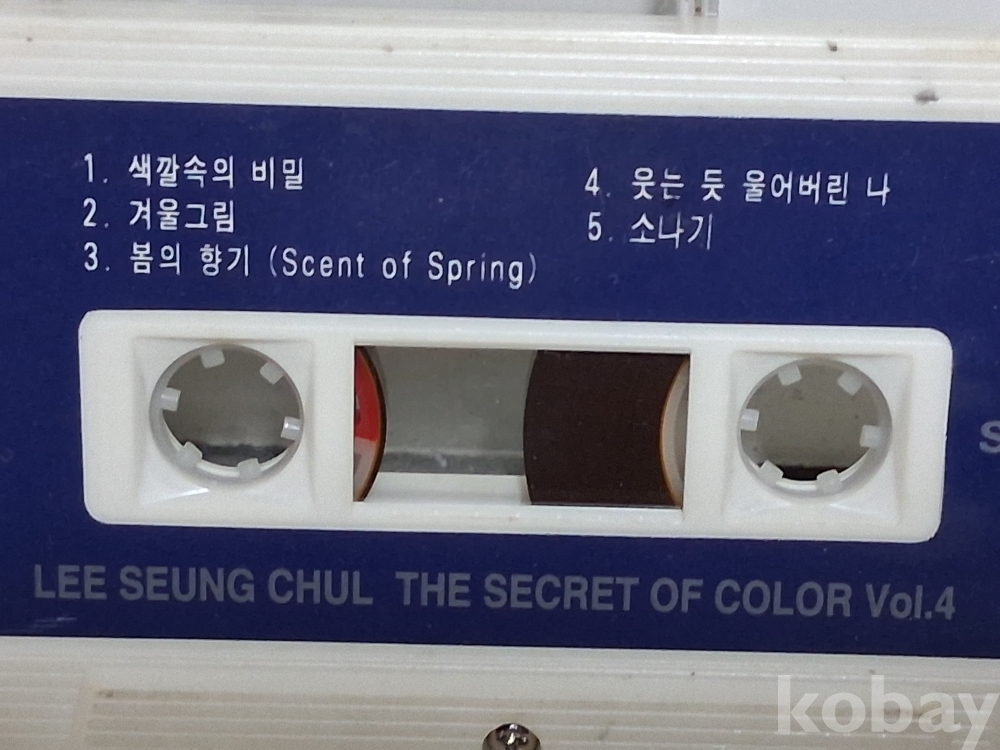 1. 색깔속의 비밀
2. 겨울그림
3. 봄의 향기 (Scent of Spring)
4. 웃는 듯 울어버린 나
5. 소나기
S
LEE SEUNG CHUL THE SECRET OF COLOR Vol.4
kobay